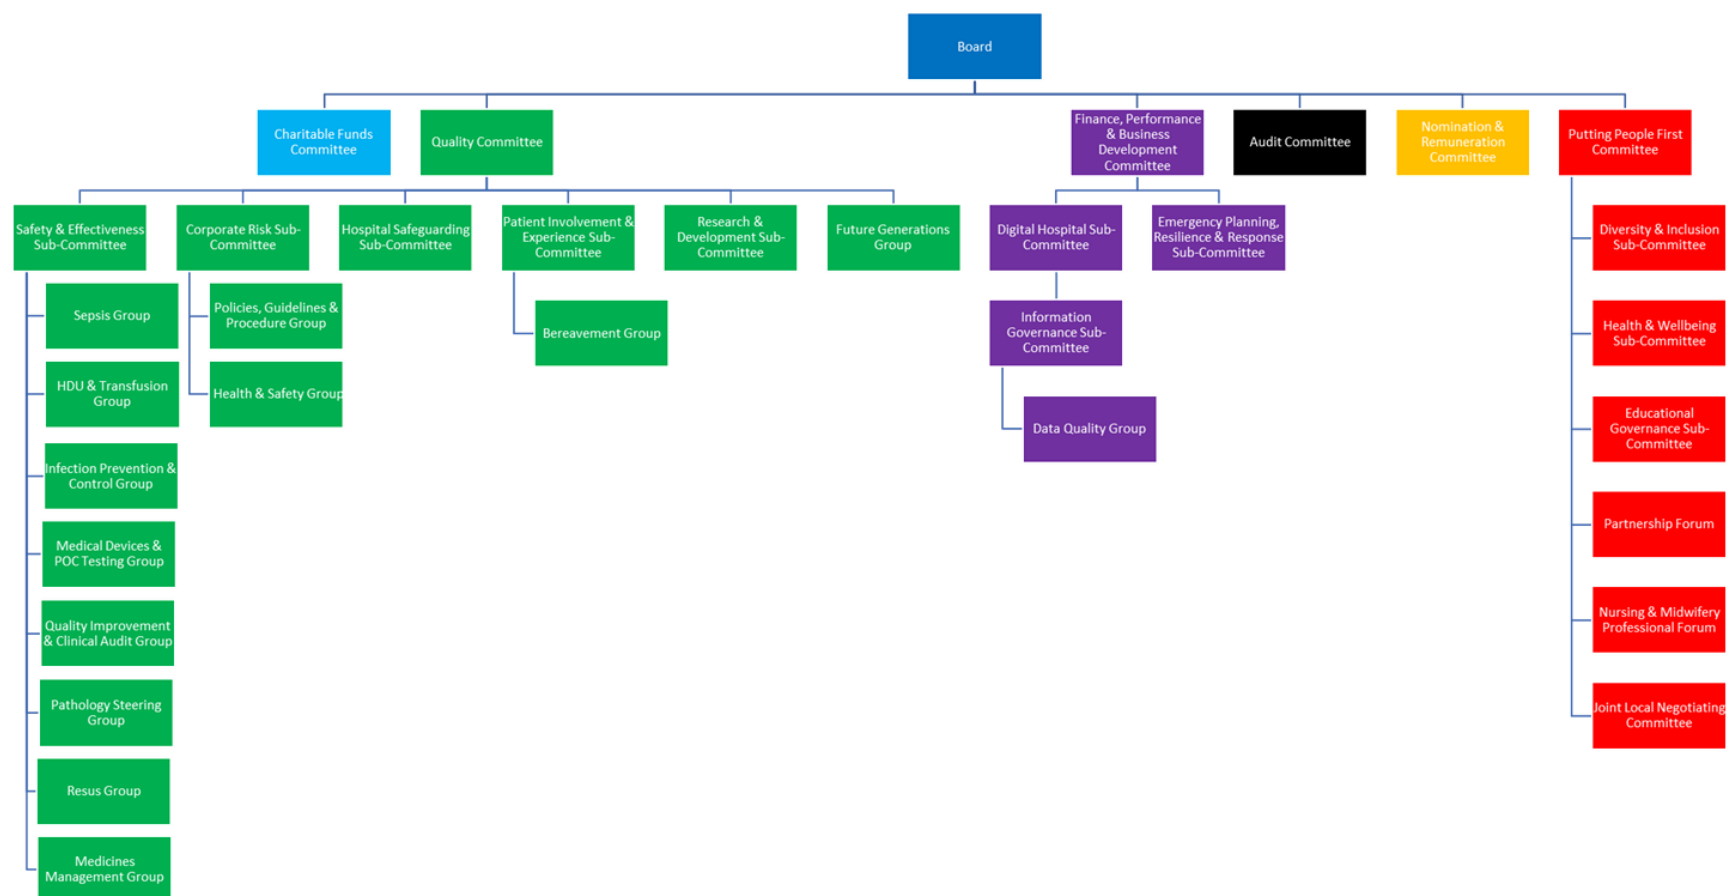 Board
Charitable Funds
Committee
Quality Committee
Finance, Performance
& Business
Development
Committee
Audit Committee
Nomination &
Remuneration
Committee
Putting People First
Committee
Safety & Effectiveness
Sub-Committee
Corporate Risk Sub-
Committee
Hospital Safeguarding
Sub-Committee
Patient Involvement &
Experience Sub-
Committee
Research &
Development Sub-
Committee
Future Generations
Group
Digital Hospital Sub-
Committee
Emergency Planning,
Resilience & Response
Sub-Committee
Diversity & Inclusion
Sub-Committee
Sepsis Group
Policies, Guidelines &
Procedure Group
Bereavement Group
Information
Governance Sub-
Committee
Health & Wellbeing
Sub-Committee
HDU & Transfusion
Group
Health & Safety Group
Data Quality Group
Educational
Governance Sub-
Committee
Infection Prevention &
Control Group
Partnership Forum
Medical Devices &
POC Testing Group
Nursing & Midwifery
Professional Forum
Quality Improvement
& Clinical Audit Group
Joint Local Negotiating
Committee
Pathology Steering
Group
Resus Group
Medicines
Management Group